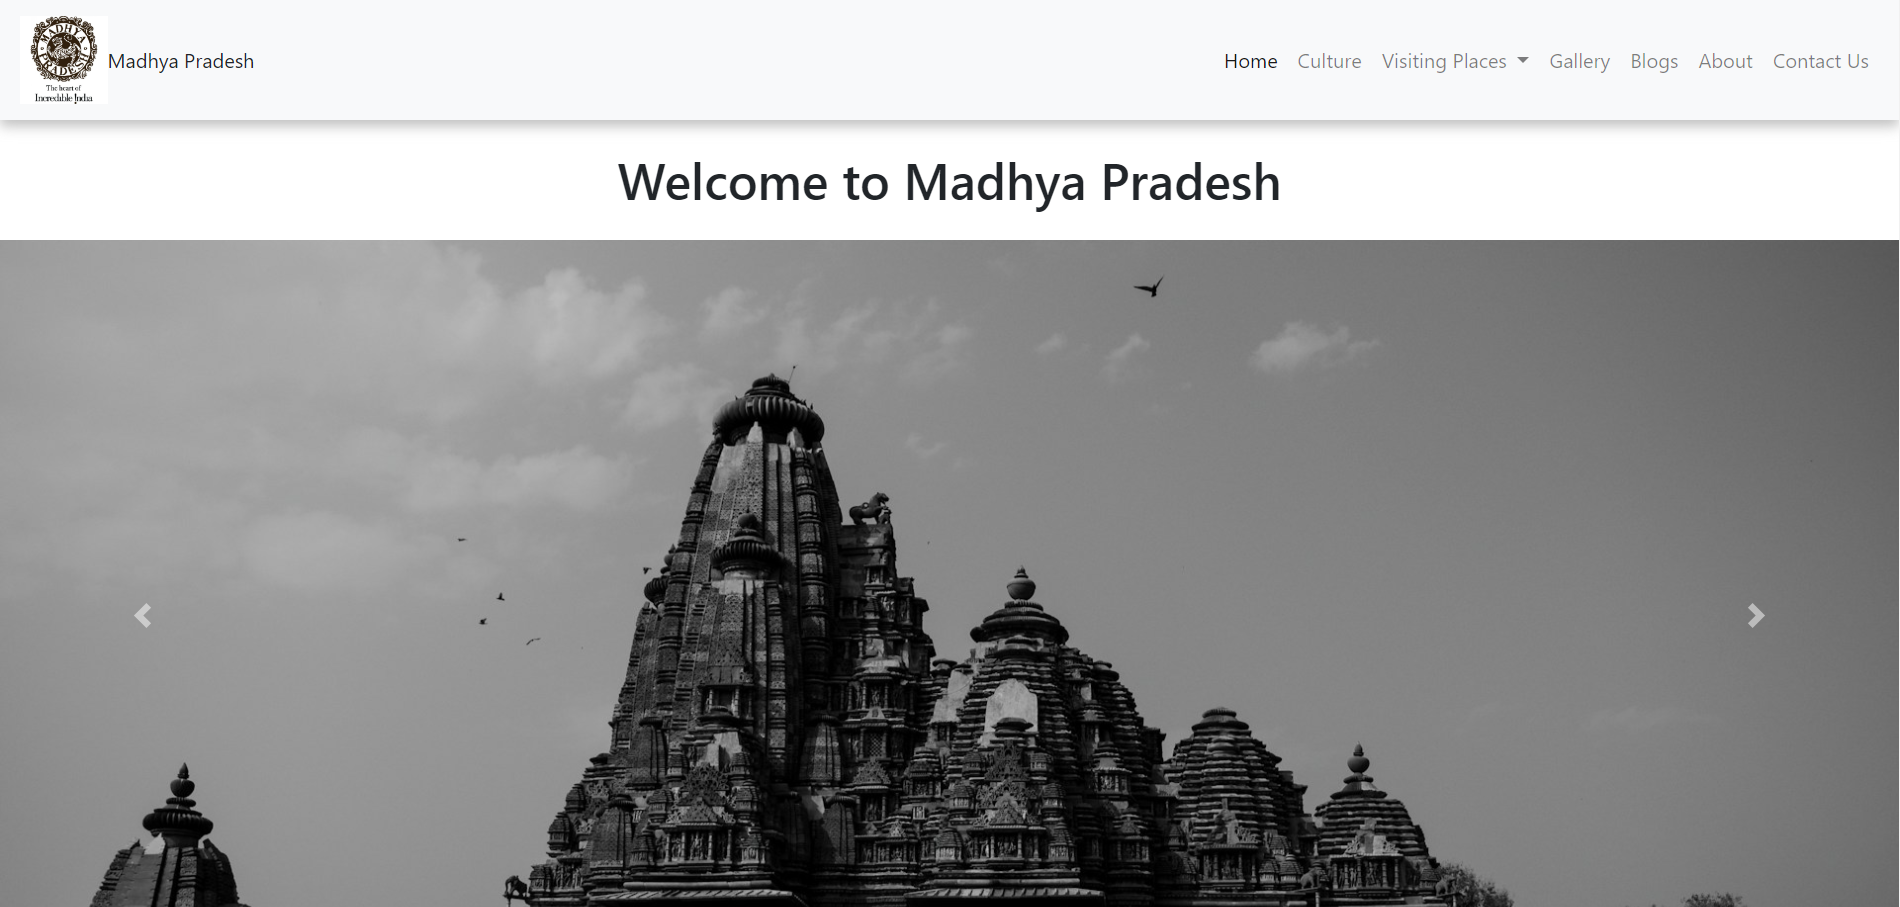 MADHYA
PRADESH
The heart of
Incredible !ndia
Madhya Pradesh
Home
Culture
Visiting Places
Gallery
Blogs
About
Contact Us
Welcome to Madhya Pradesh